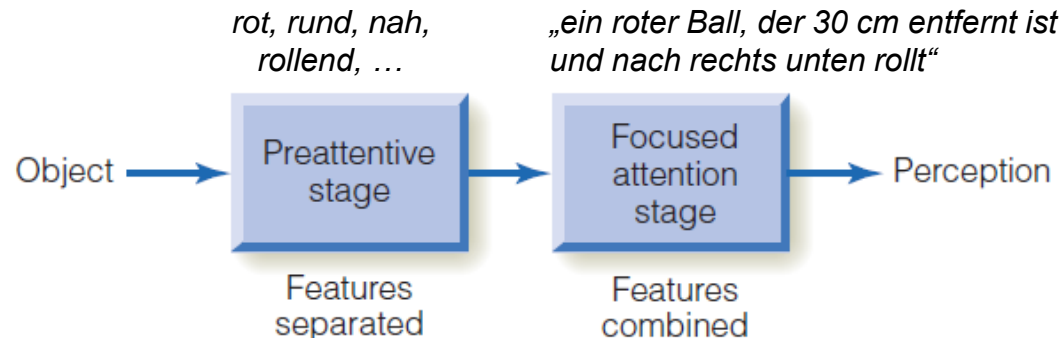 rot, rund, nah,
rollend, …
„ein roter Ball, der 30 cm entfernt ist
und nach rechts unten rollt“
Object
Preattentive
stage
Focused
attention
stage
Perception
Features
separated
Features
combined